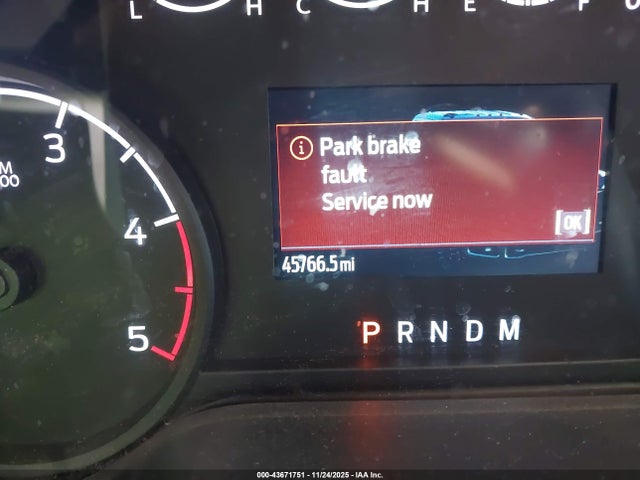 L H C H E F
3
4
5
Park brake
fault
Service now
[OK]
45766.5 mi
P R N D M
000-43671751 • 11/24/2025 • IAA Inc.